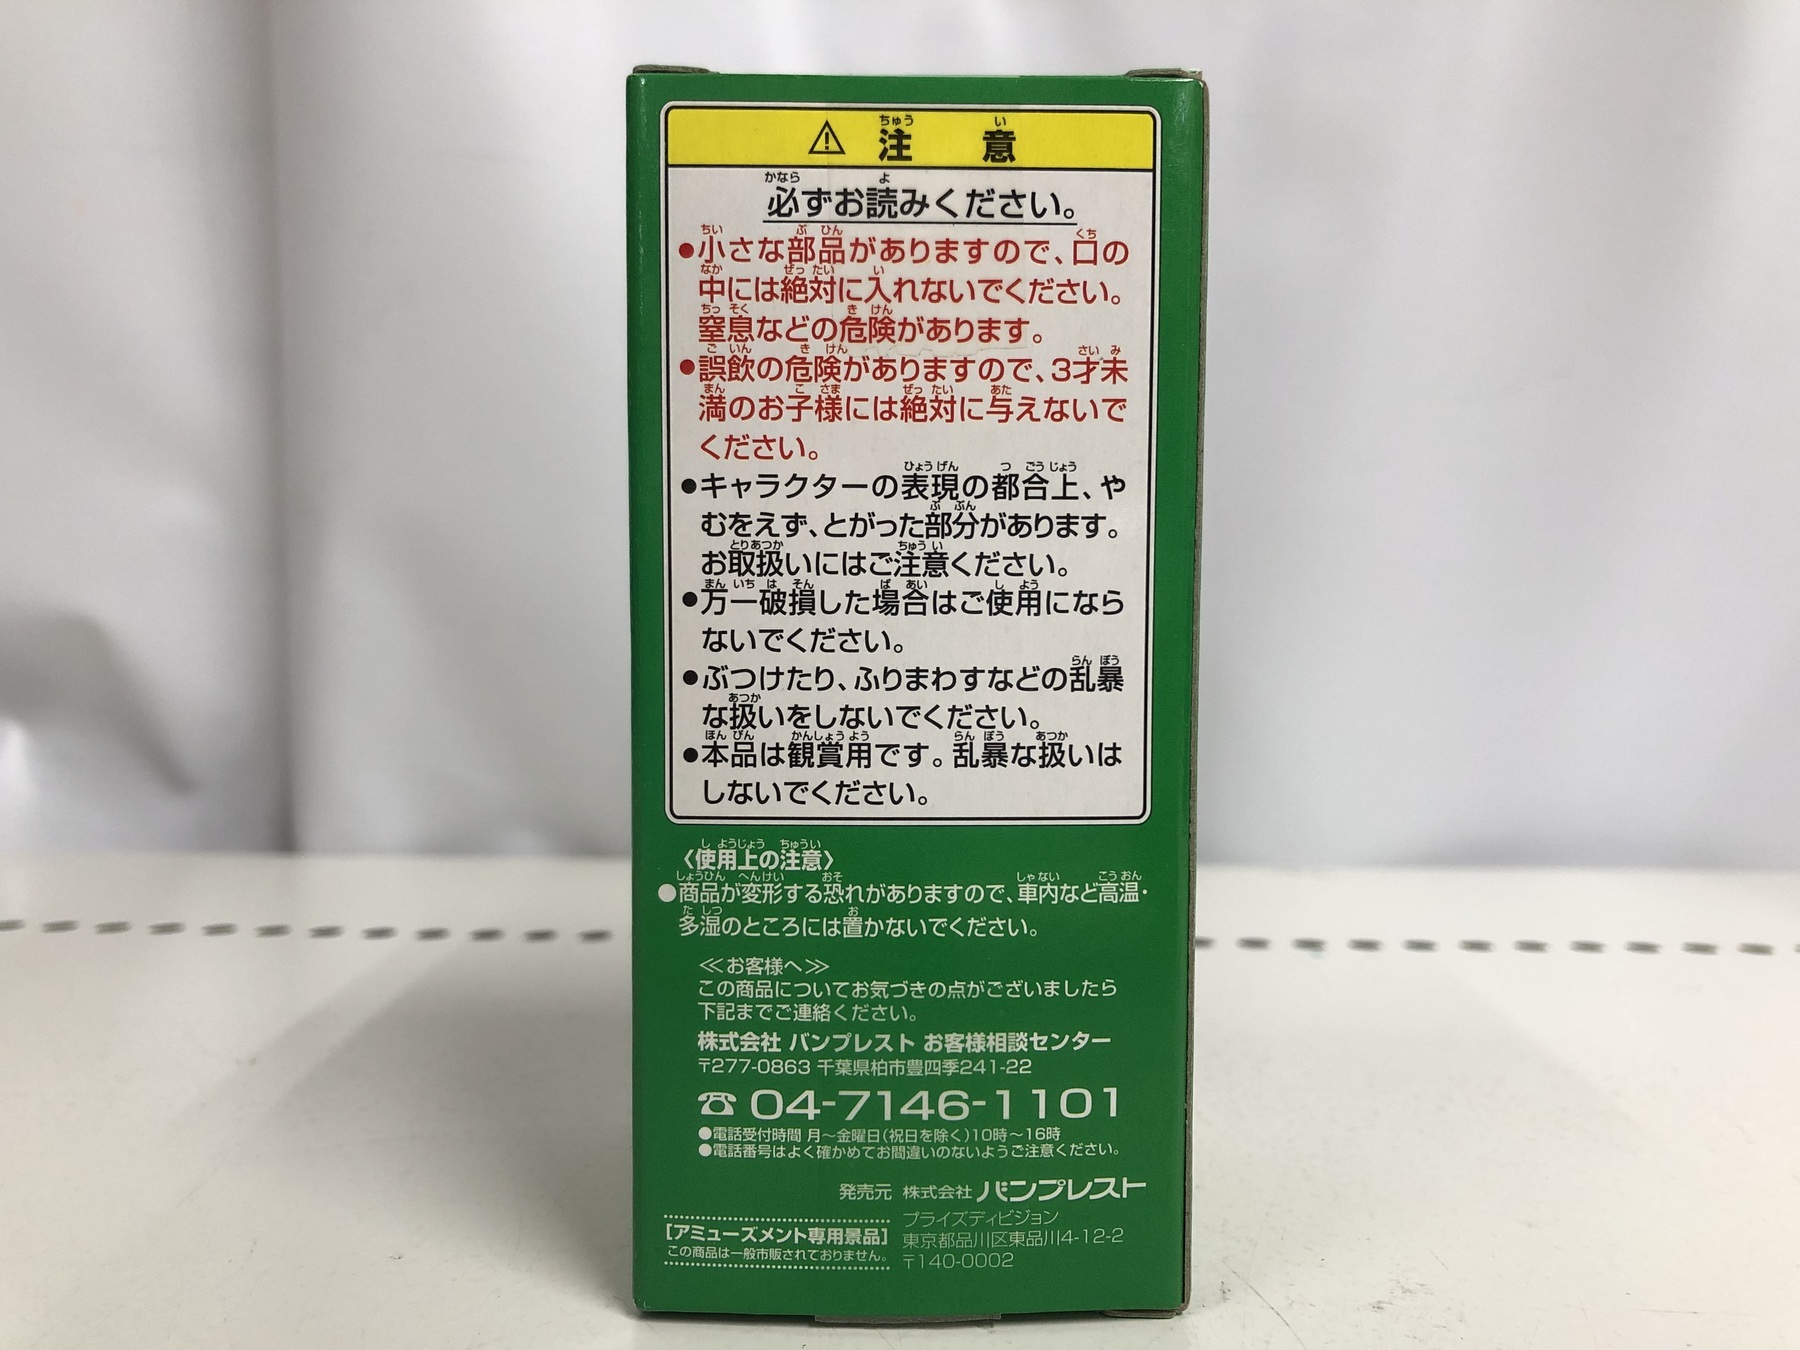 ⚠ 注意
必ずお読みください。
●小さな部品がありますので、口の
中には絶対に入れないでください。
窒息などの危険があります。
●誤飲の危険がありますので、3才未
満のお子様には絶対に与えないで
ください。
●キャラクターの表現の都合上、や
むをえず、とがった部分があります。
お取扱いにはご注意ください。
●万一破損した場合はご使用になら
ないでください。
●ぶつけたり、ふりまわすなどの乱暴
な扱いをしないでください。
●本品は観賞用です。乱暴な扱いは
しないでください。
〈使用上の注意〉
●商品が変形する恐れがありますので、車内など高温・
多湿のところには置かないでください。
≪お客様へ≫
この商品についてお気づきの点がございましたら
下記までご連絡ください。
株式会社 バンプレスト お客様相談センター
〒277-0863 千葉県柏市豊四季241-22
☎ 04-7146-1101
●電話受付時間 月～金曜日(祝日を除く)10時～16時
●電話番号はよく確かめてお間違いのないようご注意ください。
発売元 株式会社 バンプレスト
プライズディビジョン
東京都品川区東品川4-12-2
〒140-0002
[アミューズメント専用景品]
この商品は一般市販されておりません。